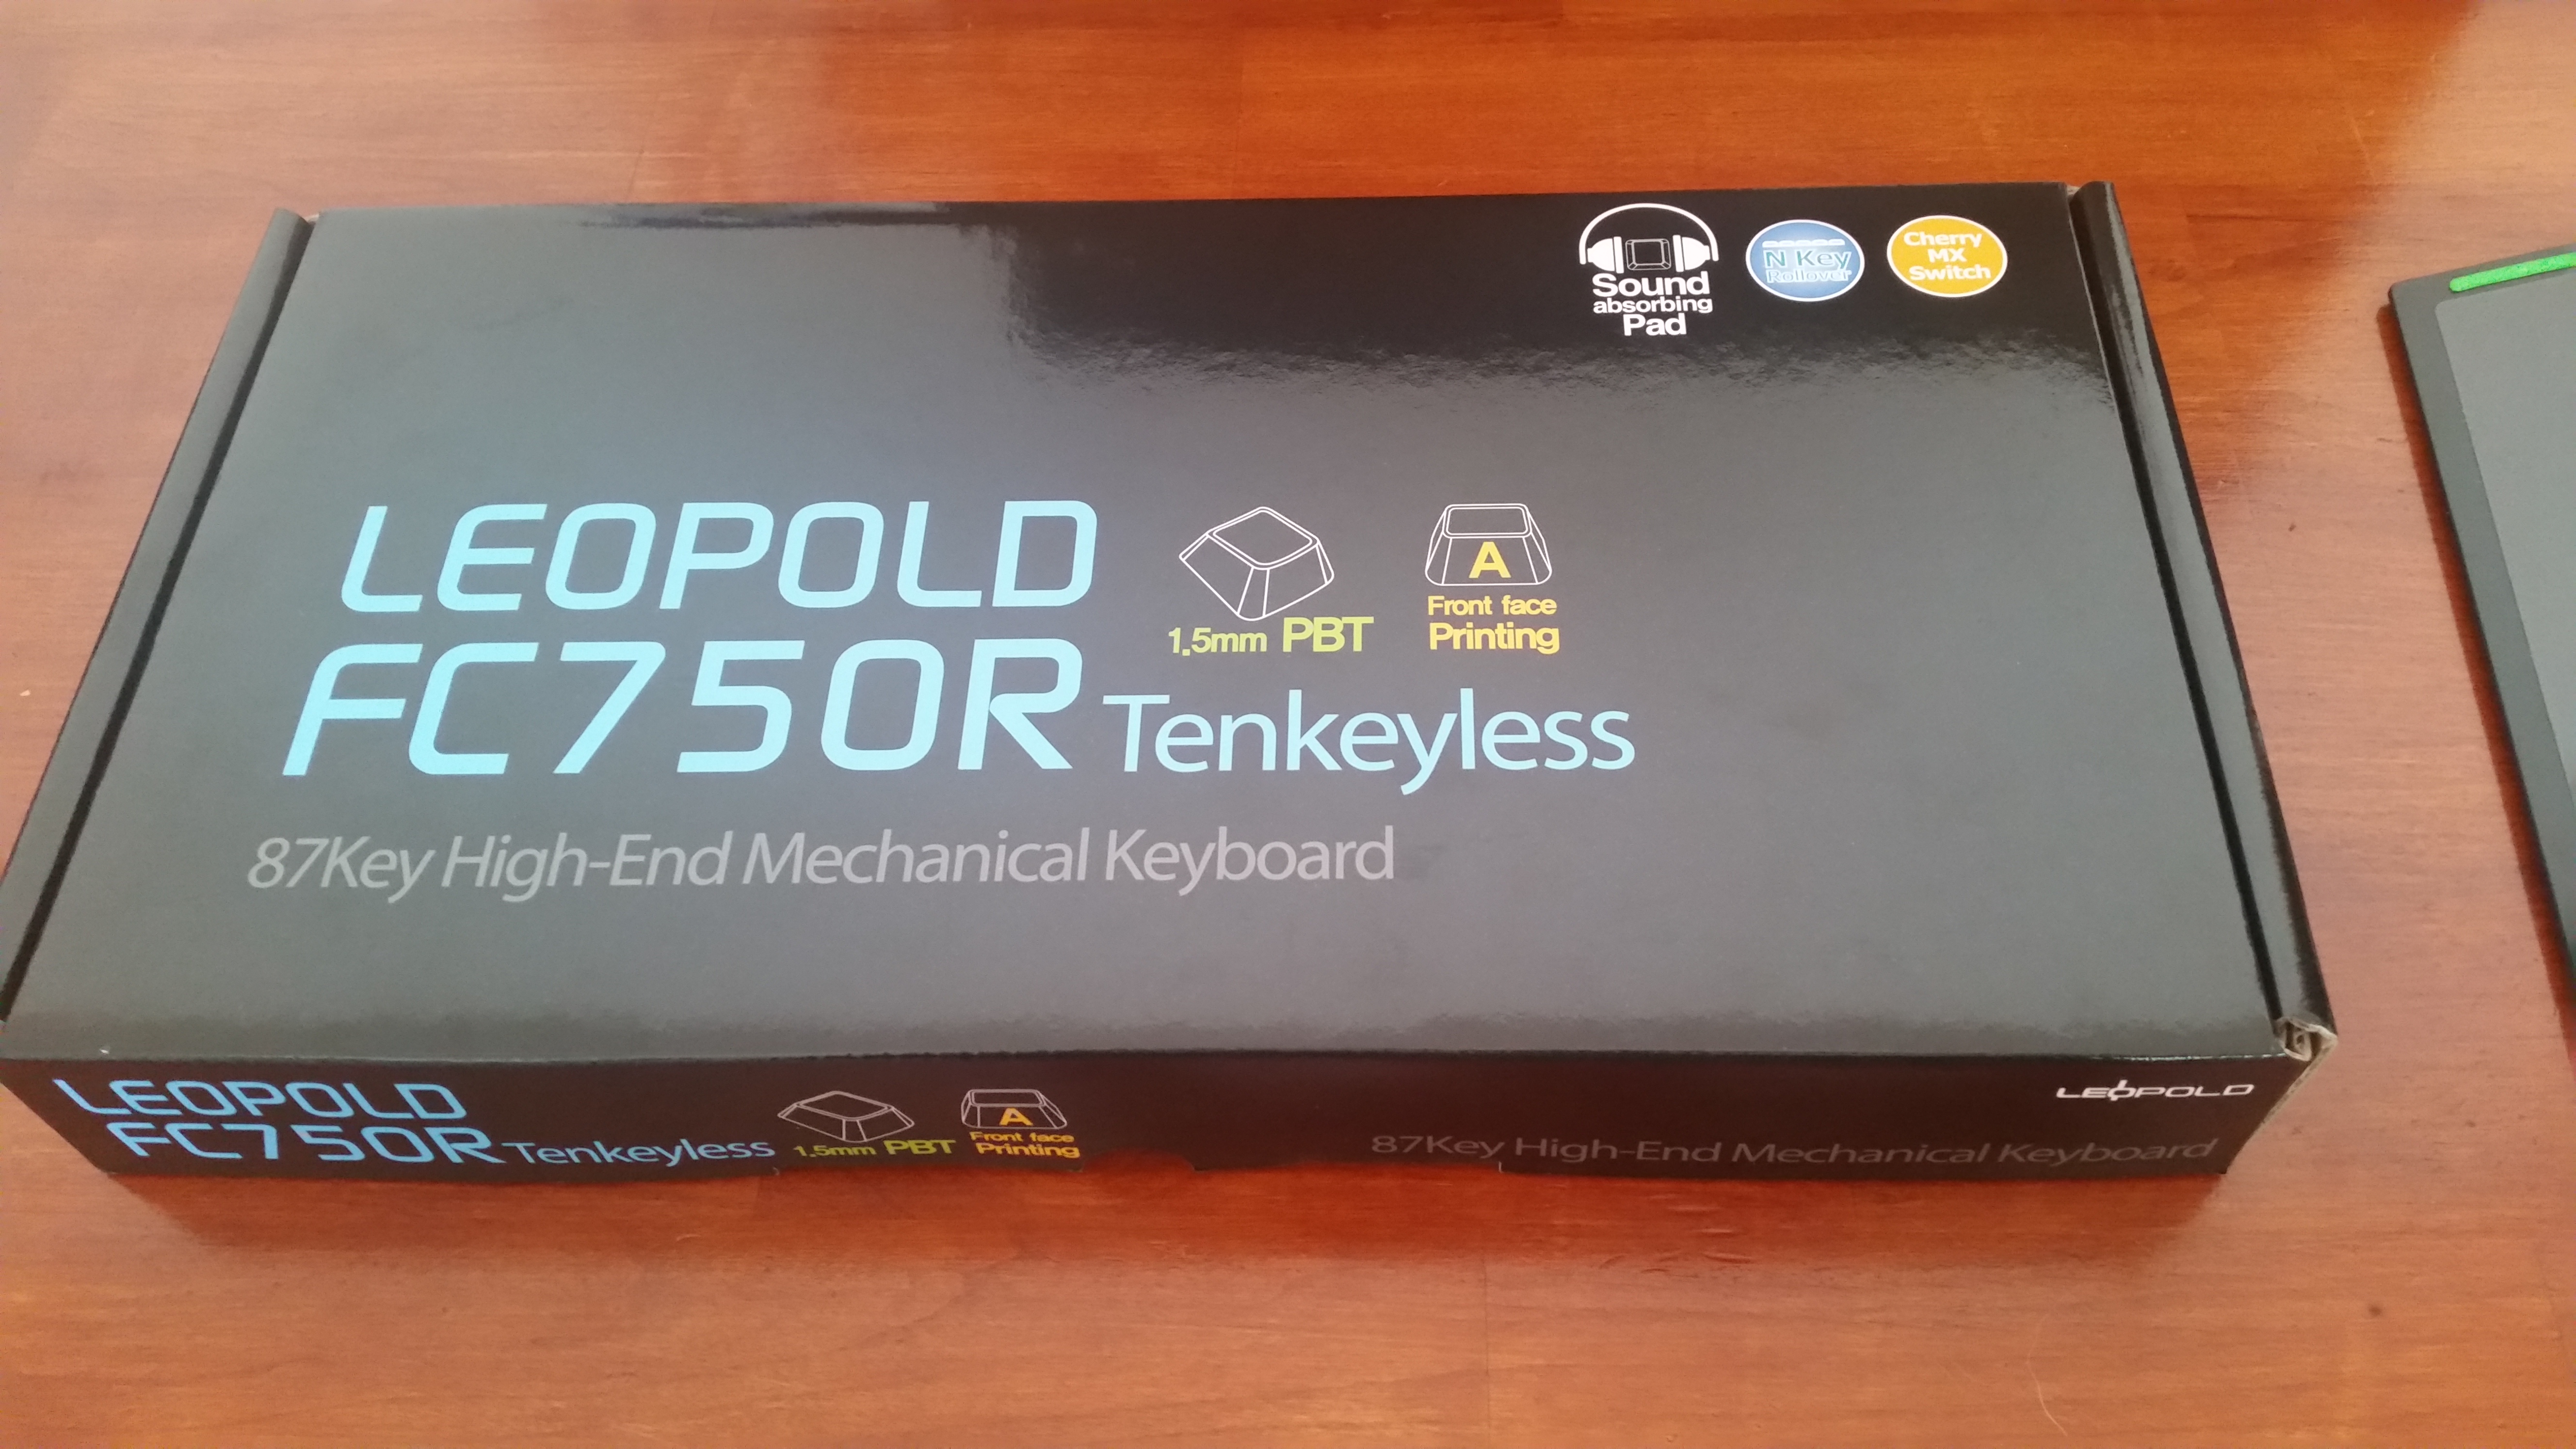 Sound
absorbing
Pad
N Key
Rollover
Cherry
MX
Switch
LEOPOLD
FC750R Tenkeyless
1.5mm PBT
A
Front face
Printing
87Key High-End Mechanical Keyboard
LEOPOLD
FC750R Tenkeyless
1.5mm PBT
A
Front face
Printing
LEOPOLD
87Key High-End Mechanical Keyboard